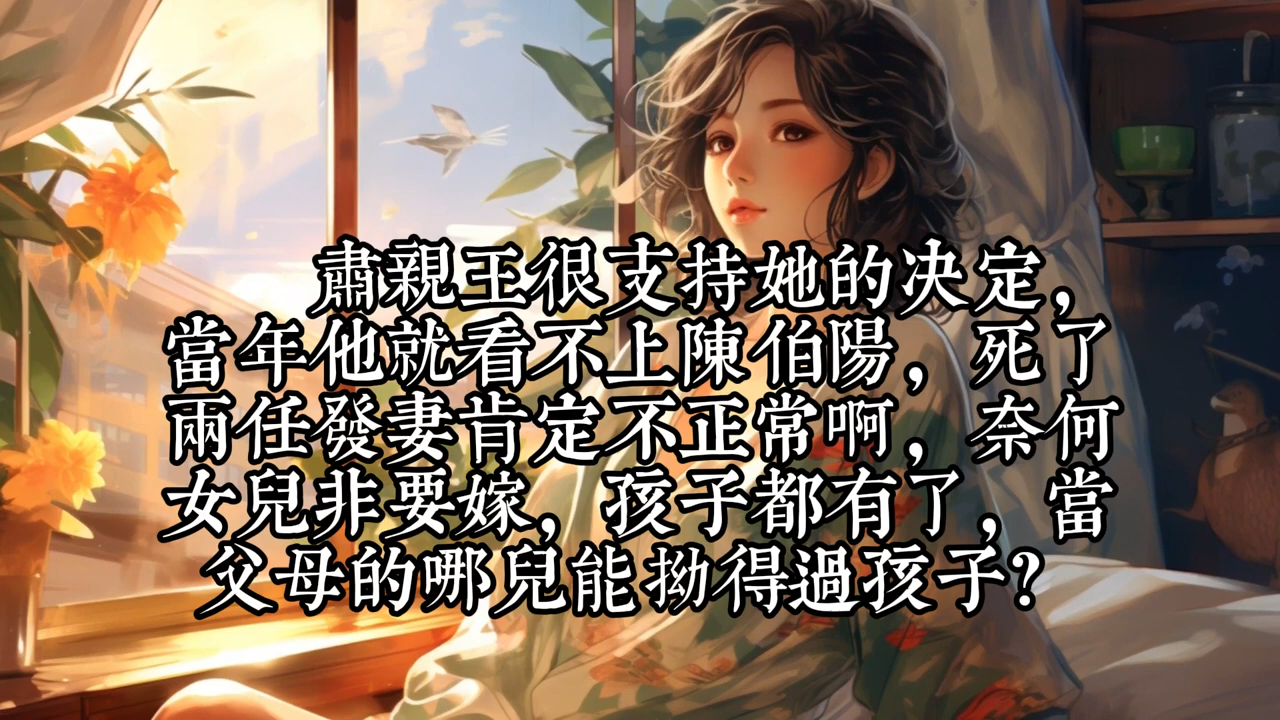 肅親王很支持她的決定，
當年他就看不上陳伯陽，死了
兩任發妻肯定不正常啊，奈何
女兒非要嫁，孩子都有了，當
父母的哪兒能拗得過孩子？